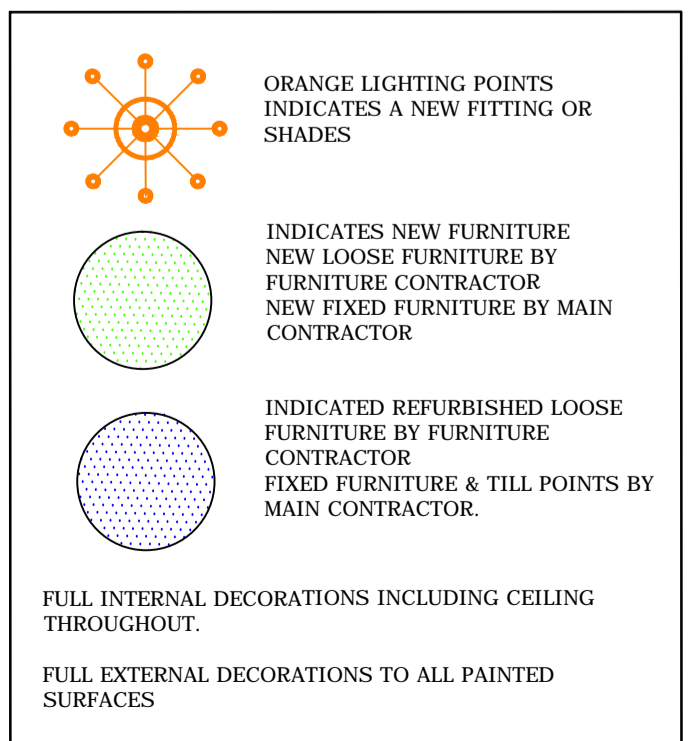 ORANGE LIGHTING POINTS
INDICATES A NEW FITTING OR
SHADES
INDICATES NEW FURNITURE
NEW LOOSE FURNITURE BY
FURNITURE CONTRACTOR
NEW FIXED FURNITURE BY MAIN
CONTRACTOR
INDICATED REFURBISHED LOOSE
FURNITURE BY FURNITURE
CONTRACTOR
FIXED FURNITURE & TILL POINTS BY
MAIN CONTRACTOR.
FULL INTERNAL DECORATIONS INCLUDING CEILING
THROUGHOUT.
FULL EXTERNAL DECORATIONS TO ALL PAINTED
SURFACES